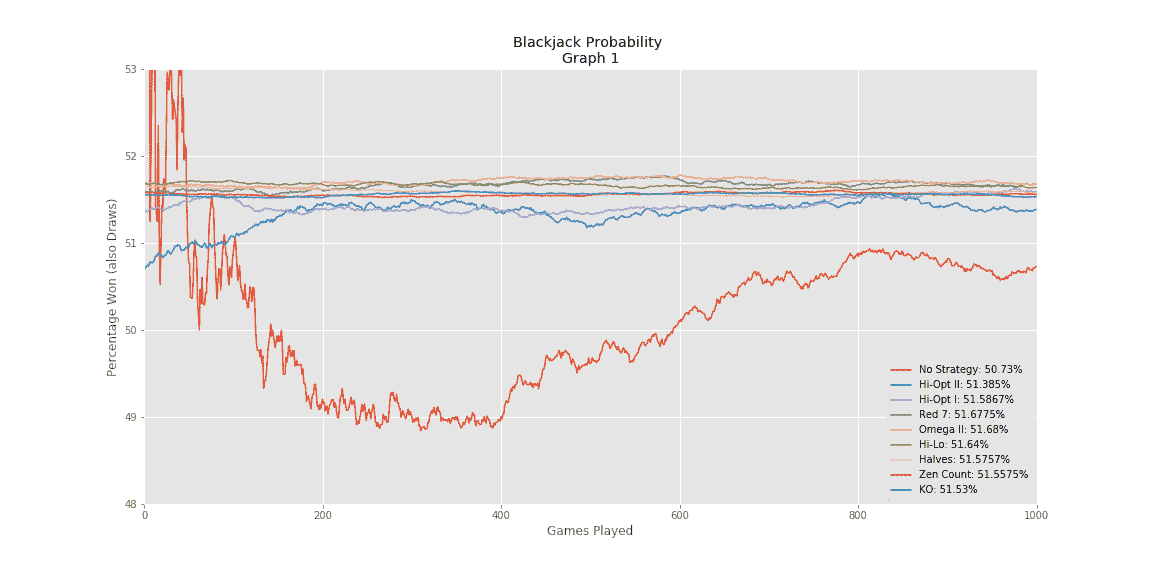 Blackjack Probability
Graph 1
Percentage Won (also Draws)
53
52
51
50
49
48
No Strategy: 50.73%
Hi-Opt II: 51.385%
Hi-Opt I: 51.5867%
Red 7: 51.6775%
Omega II: 51.68%
Hi-Lo: 51.64%
Halves: 51.5757%
Zen Count: 51.5575%
KO: 51.53%
0 200 400 600 800 1000
Games Played